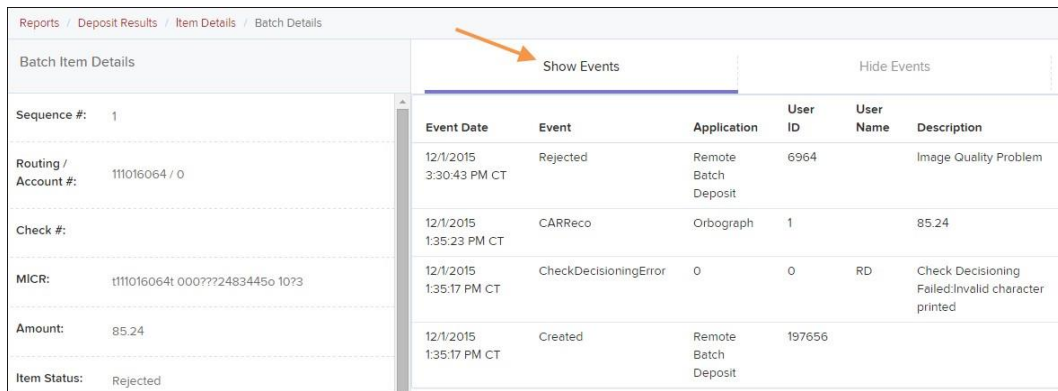 Reports / Deposit Results / Item Details / Batch Details
Batch Item Details
Show Events
Hide Events
Sequence #: 1
Routing /
Account #: 111016064 / 0
Check #:
MICR: t111016064t 000???2483445o 10?3
Amount: 85.24
Item Status: Rejected
Event Date Event Application User ID User Name Description
12/1/2015 Rejected Remote 6964 Image Quality Problem
3:30:43 PM CT Batch
Deposit
12/1/2015 CARReco Orbograph 1 85.24
1:35:23 PM CT
12/1/2015 CheckDecisioningError 0 0 RD Check Decisioning
1:35:17 PM CT Failed:Invalid character
printed
12/1/2015 Created Remote 197656
1:35:17 PM CT Batch
Deposit